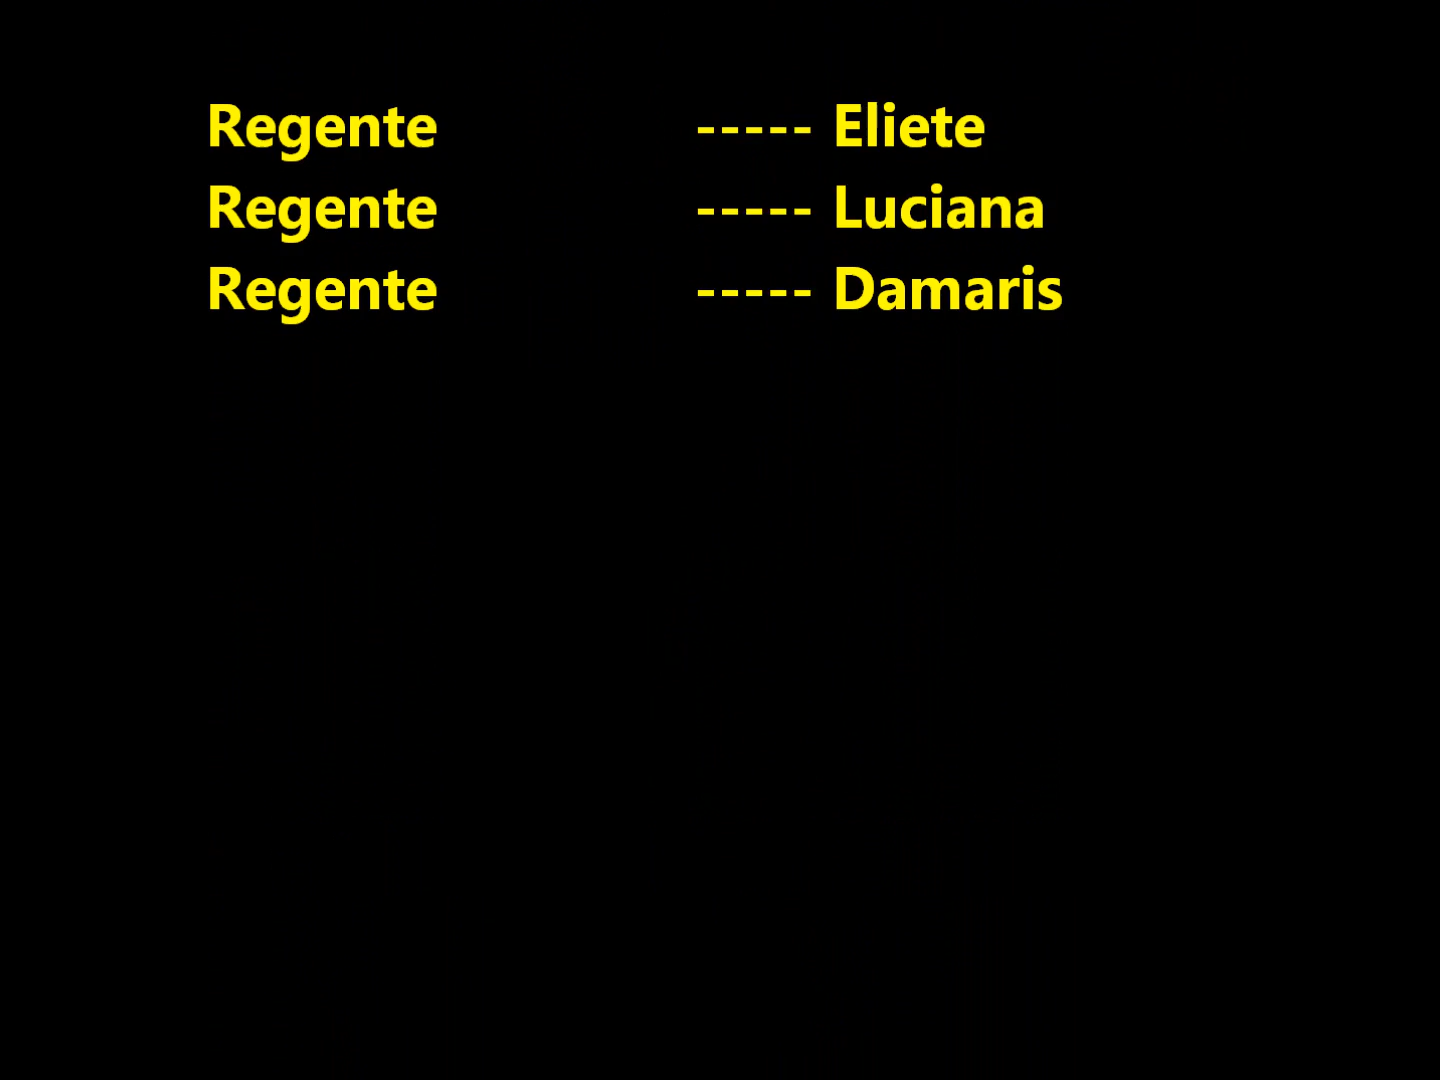 Regente ----- Eliete
Regente ----- Luciana
Regente ----- Damaris